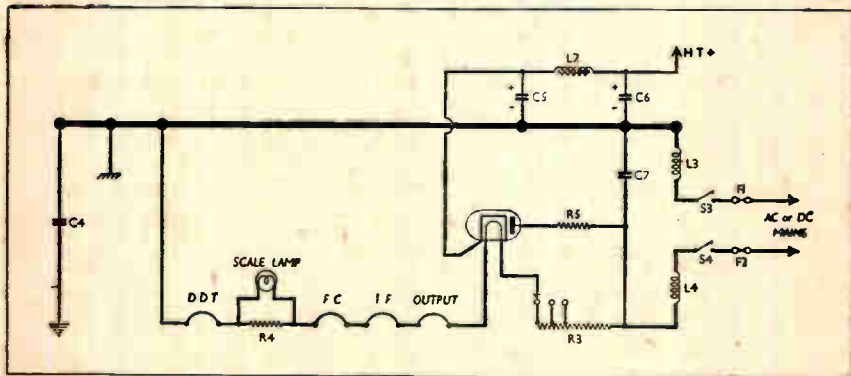 L2
HT+
+
C5
-
+
C6
-
C4
C7
L3
S3
F1
AC or DC
MAINS
R5
S4
F2
L4
SCALE LAMP
DDT
R4
FC
IF
OUTPUT
R3